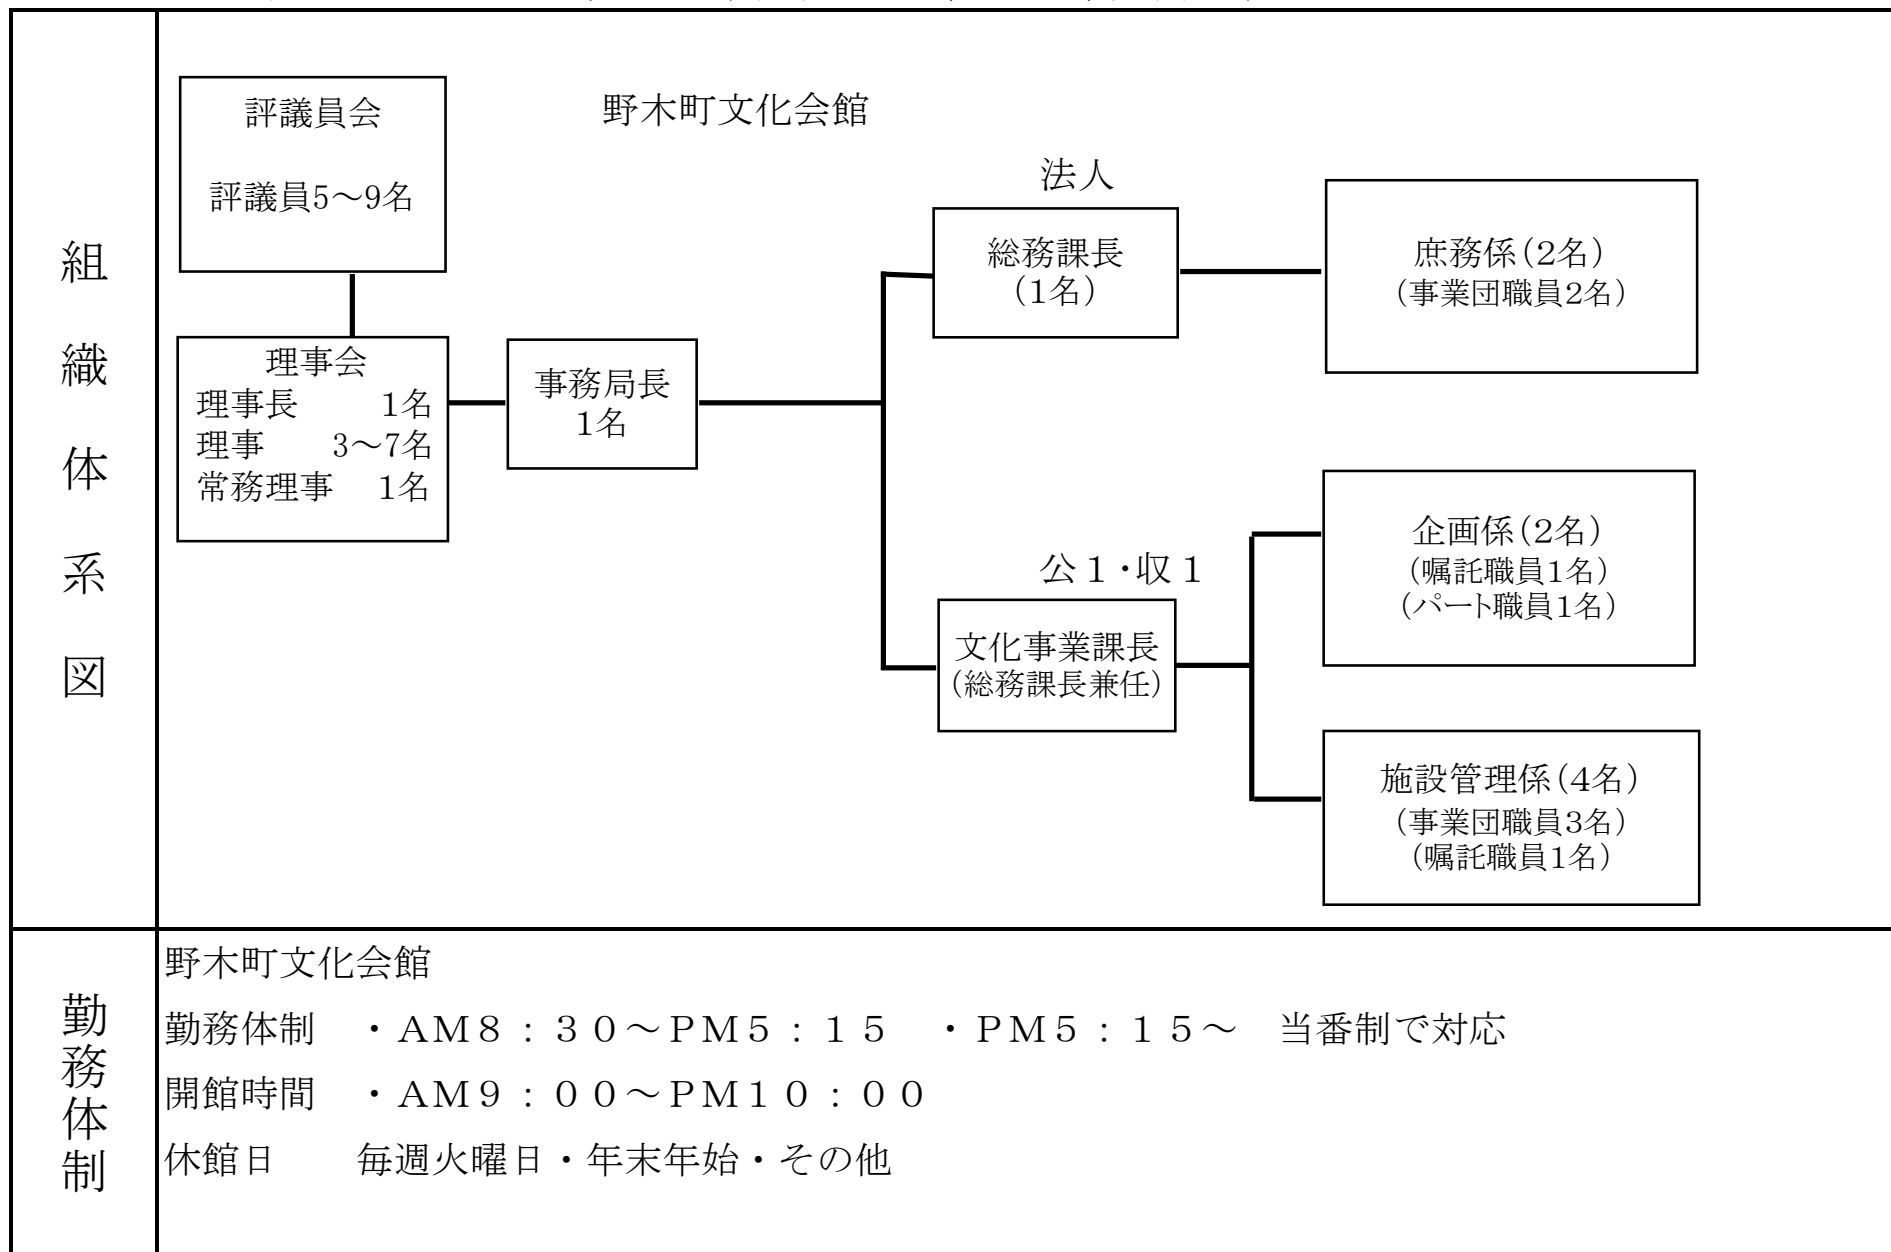 組織体系図
評議員会
評議員5～9名
野木町文化会館
理事会
理事長　　1名
理事　　3～7名
常務理事　1名
事務局長
1名
法人
総務課長
（1名）
庶務係（2名）
（事業団職員2名）
公１・収１
文化事業課長
（総務課長兼任）
企画係（2名）
（嘱託職員1名）
（パート職員1名）
施設管理係（4名）
（事業団職員3名）
（嘱託職員1名）
勤務体制
野木町文化会館
勤務体制　・ＡＭ８：３０～ＰＭ５：１５　・ＰＭ５：１５～　当番制で対応
開館時間　・ＡＭ９：００～ＰＭ１０：００
休館日　　毎週火曜日・年末年始・その他